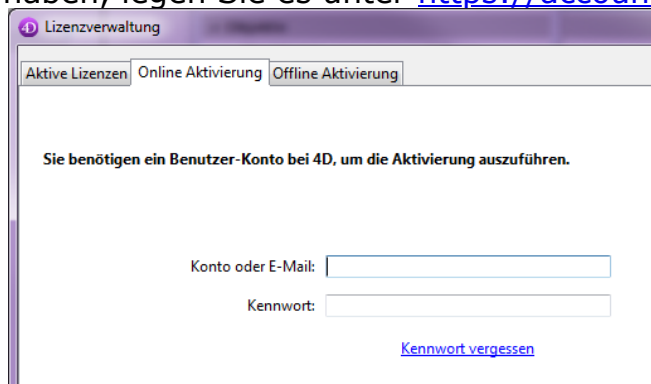 haben, legen Sie es unter https://accoun
4D Lizenzverwaltung
Aktive Lizenzen Online Aktivierung Offline Aktivierung
Sie benötigen ein Benutzer-Konto bei 4D, um die Aktivierung auszuführen.
Konto oder E-Mail:
Kennwort:
Kennwort vergessen